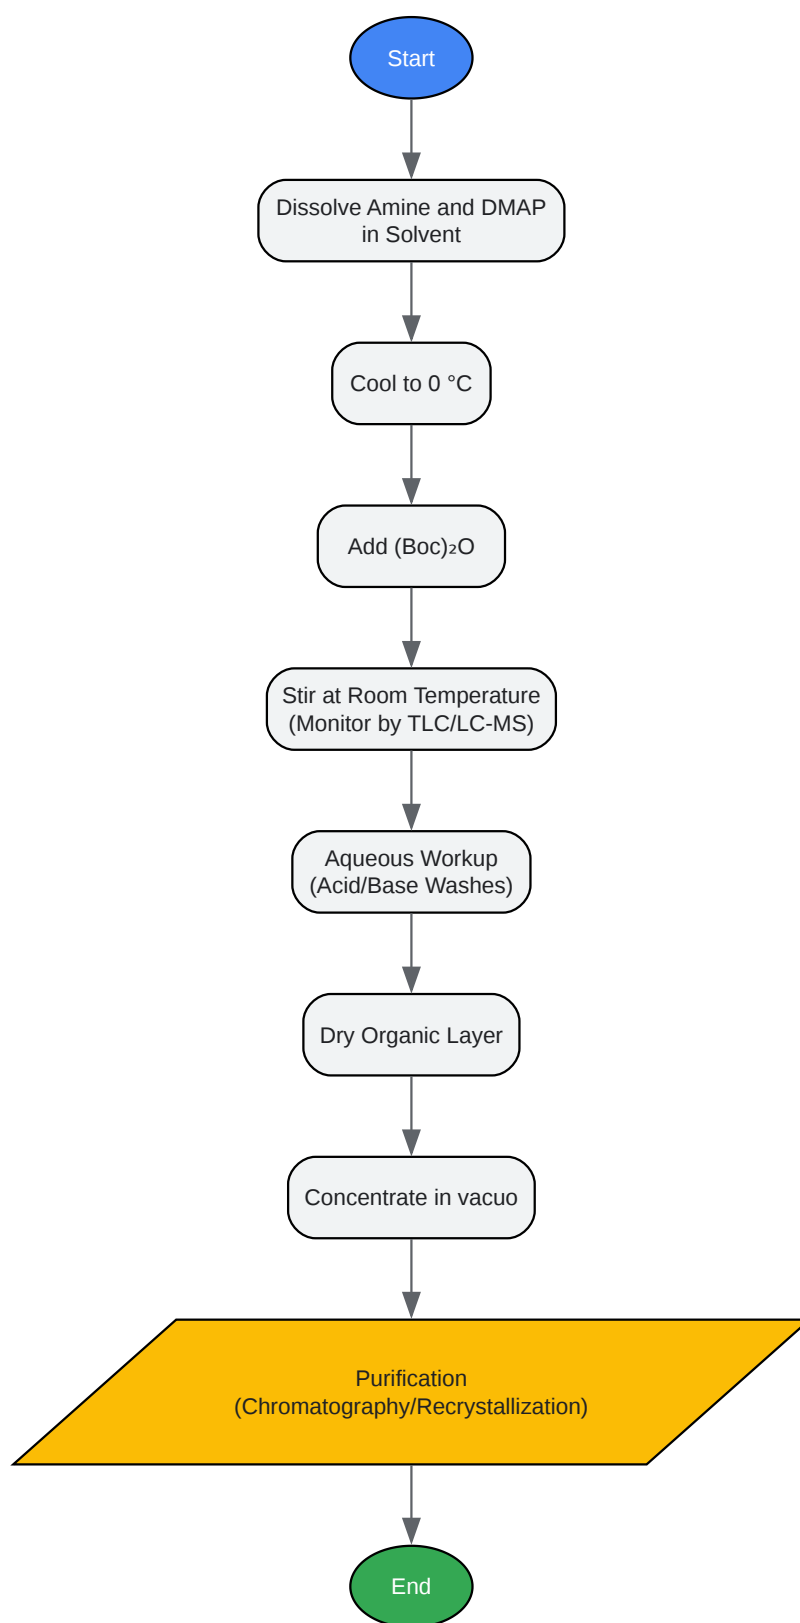 Start
Dissolve Amine and DMAP
in Solvent
Cool to 0 °C
Add (Boc)₂O
Stir at Room Temperature
(Monitor by TLC/LC-MS)
Aqueous Workup
(Acid/Base Washes)
Dry Organic Layer
Concentrate in vacuo
Purification
(Chromatography/Recrystallization)
End